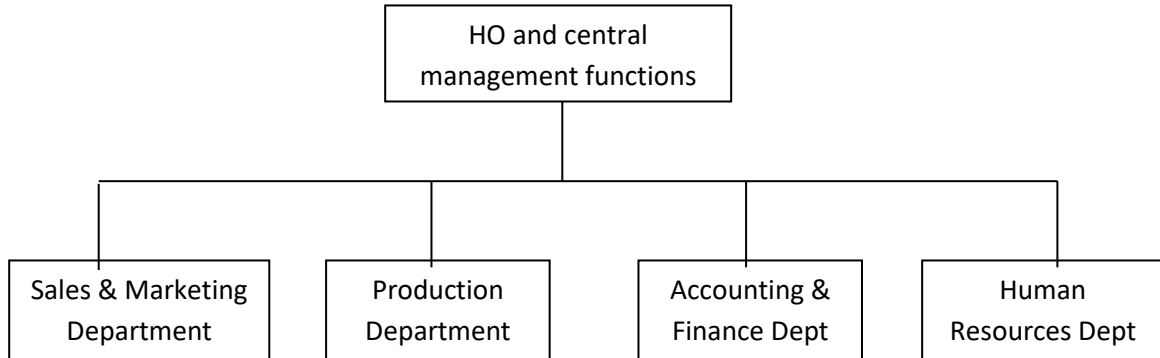 HO and central
management functions
Sales & Marketing
Department
Production
Department
Accounting &
Finance Dept
Human
Resources Dept